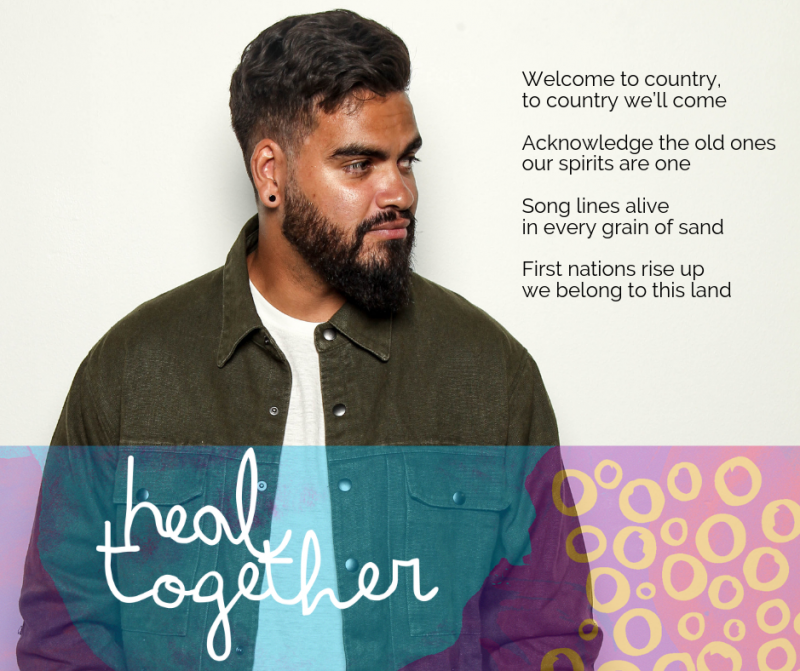 Welcome to country,
to country we'll come
Acknowledge the old ones
our spirits are one
Song lines alive
in every grain of sand
First nations rise up
we belong to this land
heal
together